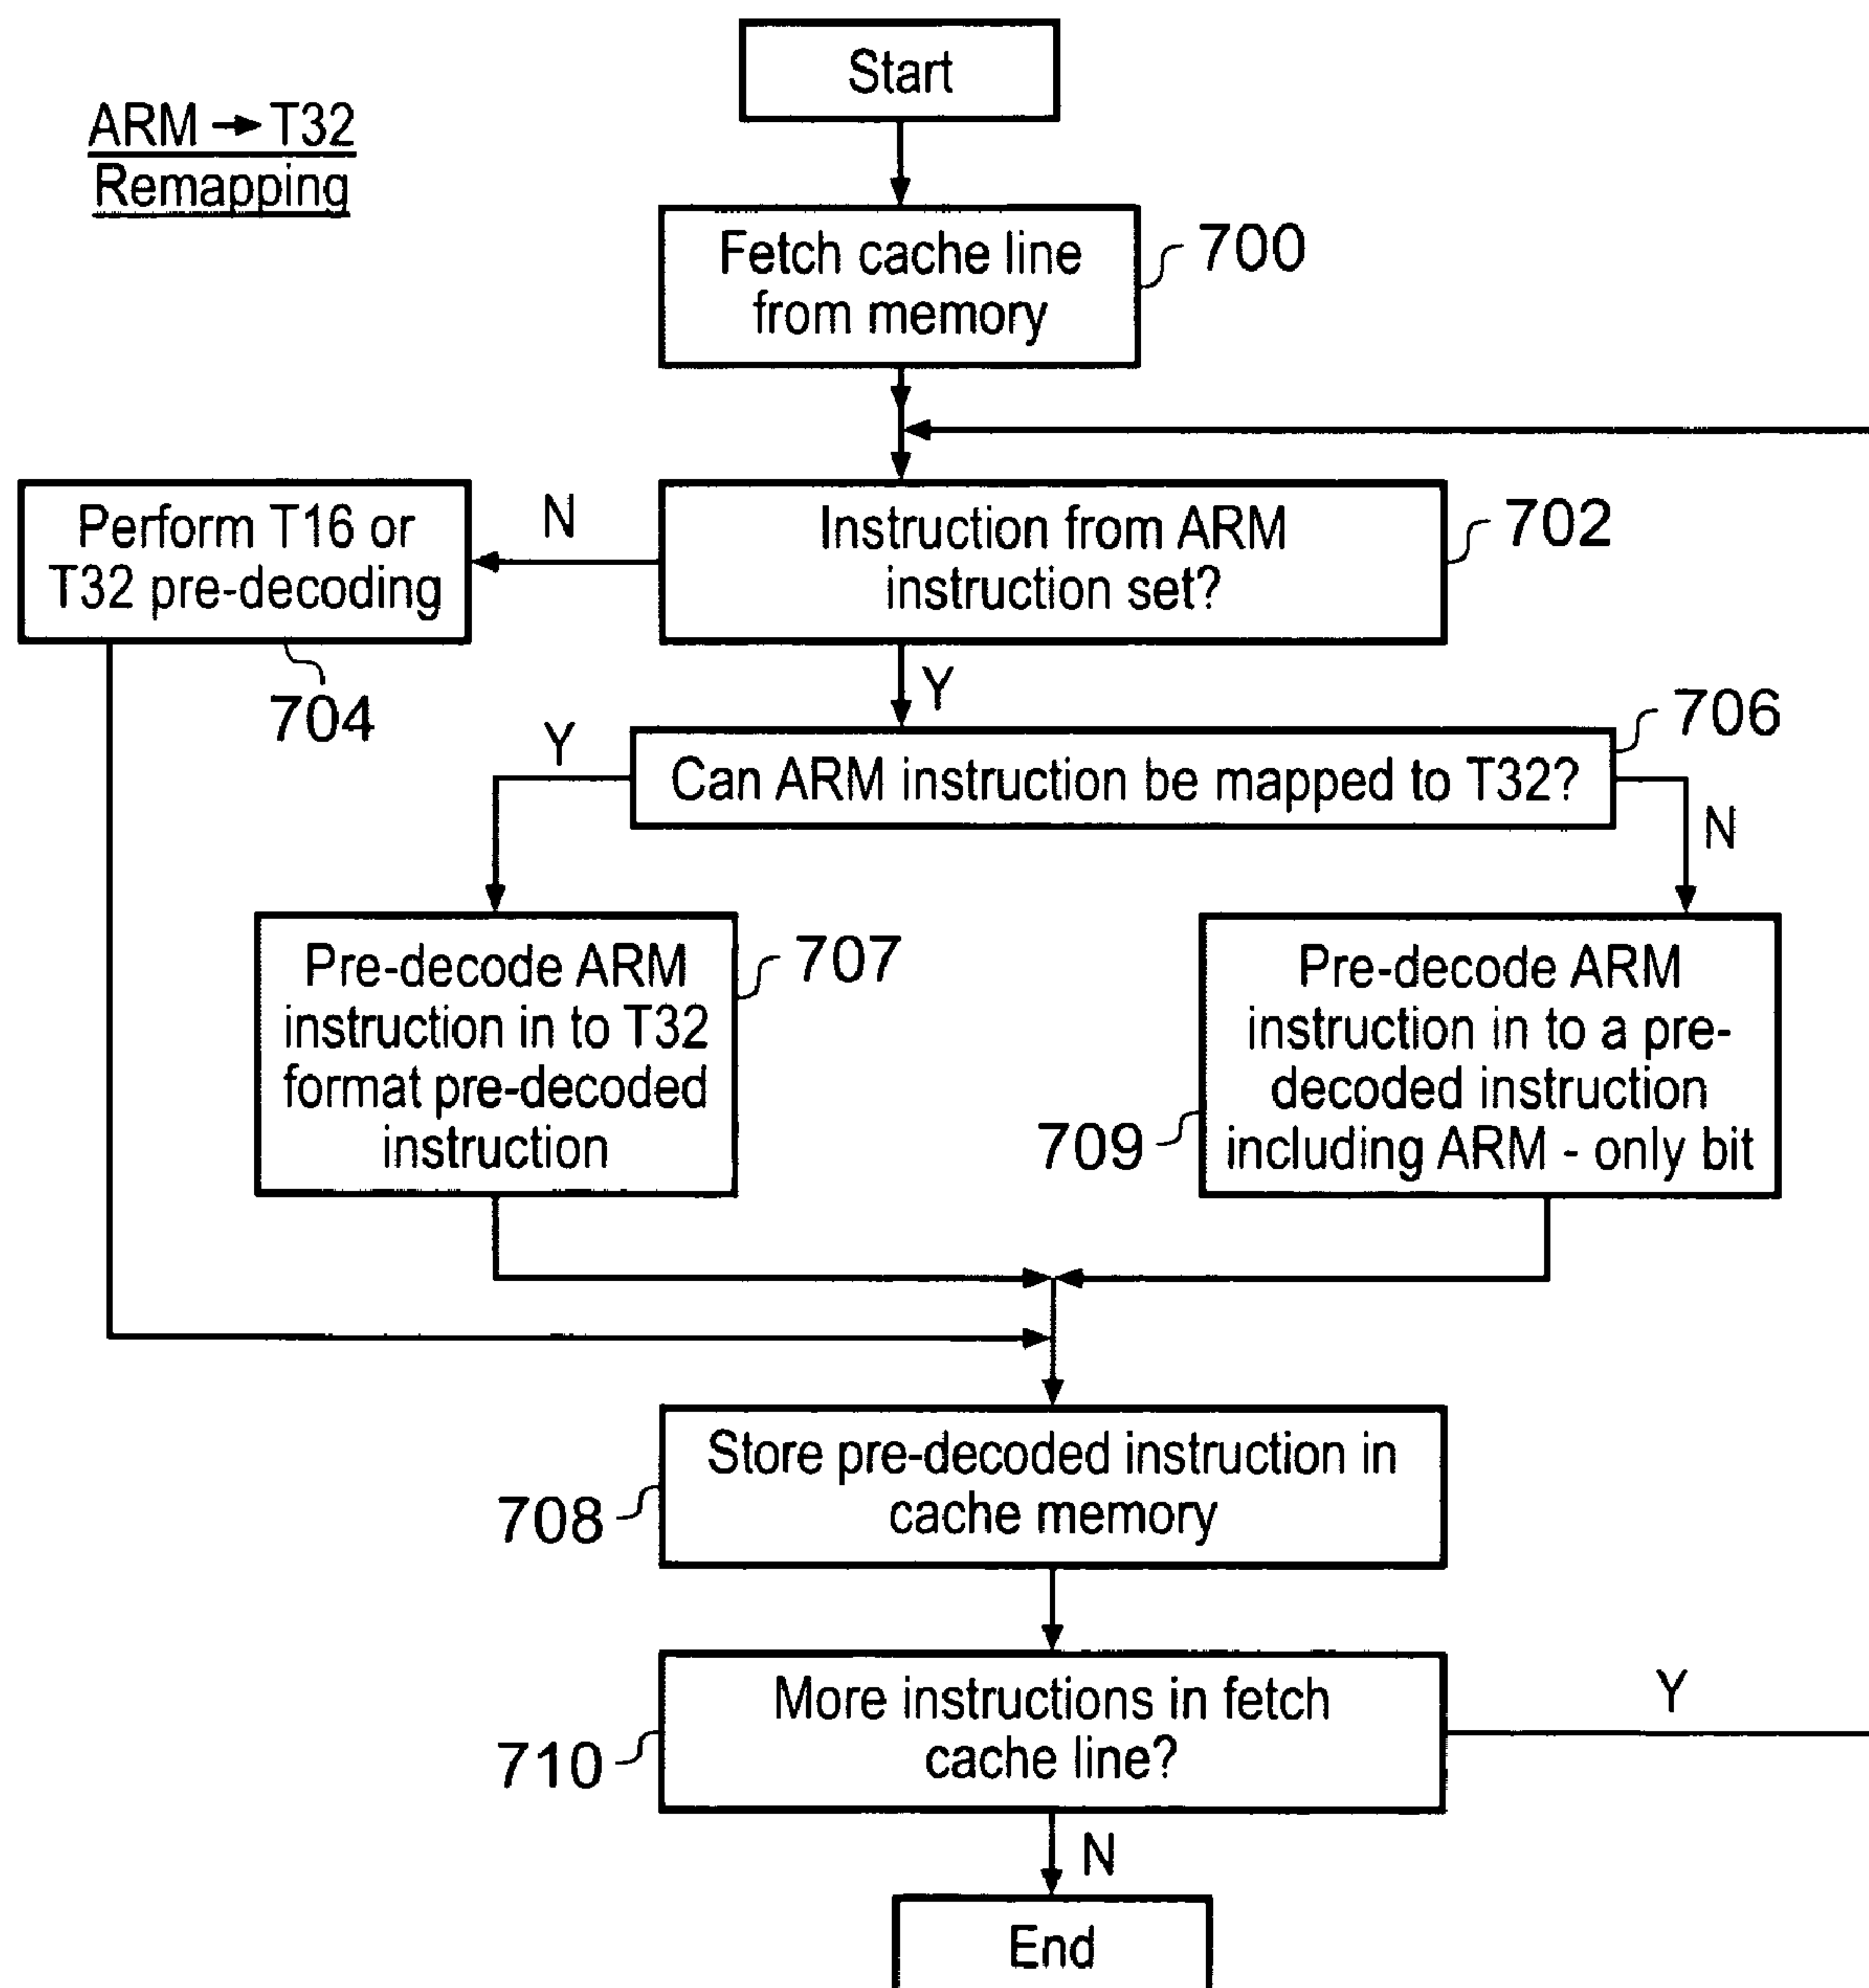 Start
ARM → T32
Remapping
Fetch cache line
from memory
700
Perform T16 or
T32 pre-decoding
704
N
Instruction from ARM
instruction set?
702
Y
Y
Can ARM instruction be mapped to T32?
706
N
Pre-decode ARM
instruction in to T32
format pre-decoded
instruction
707
Pre-decode ARM
instruction in to a pre-
decoded instruction
including ARM - only bit
709
Store pre-decoded instruction in
cache memory
708
More instructions in fetch
cache line?
710
Y
N
End